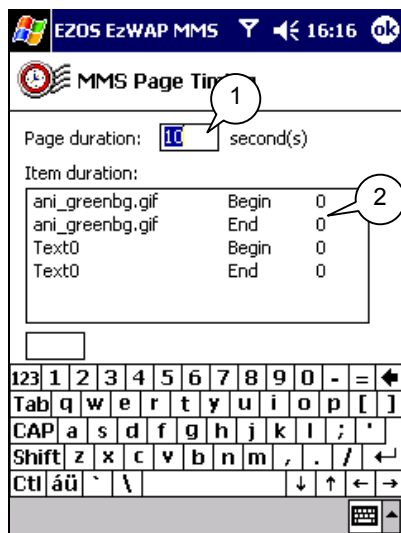 EZOS EzWAP MMS 16:16 ok
MMS Page Tim
1
Page duration: 10 second(s)
Item duration:
ani_greenbg.gif Begin 0
2
ani_greenbg.gif End 0
Text0 Begin 0
Text0 End 0
123 1 2 3 4 5 6 7 8 9 0 - =
Tab q w e r t y u i o p [ ]
CAP a s d f g h j k l ; '
Shift z x c v b n m , . /
Ctl áü ` \